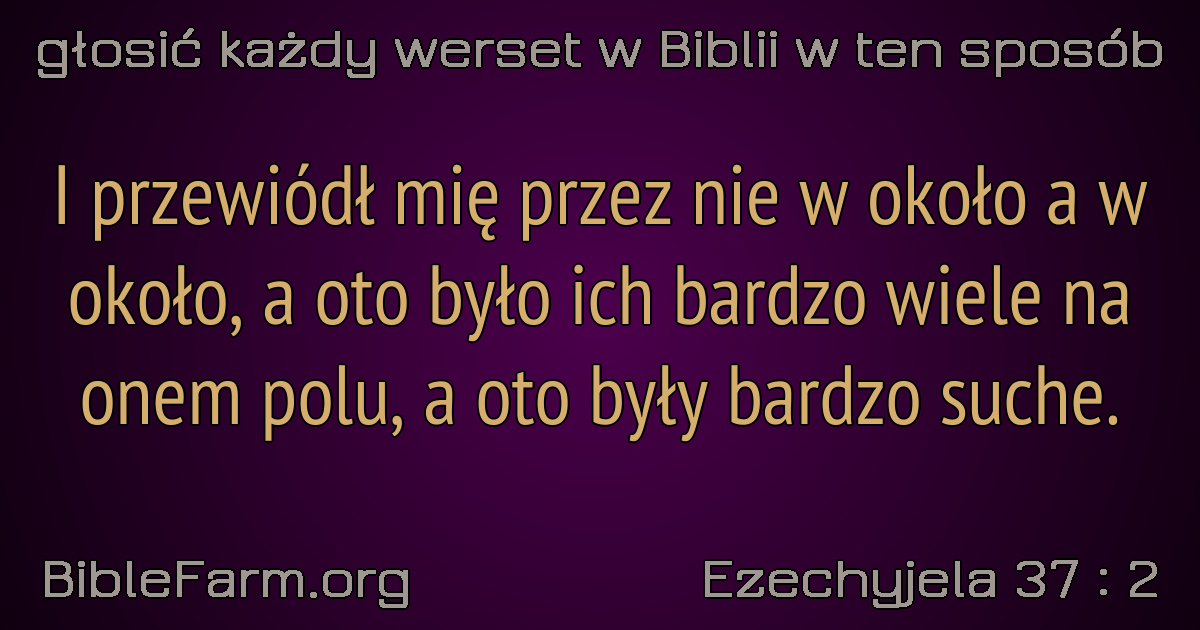 głosić każdy werset w Biblii w ten sposób
I przewiódł mię przez nie w około a w
około, a oto było ich bardzo wiele na
onem polu, a oto były bardzo suche.
BibleFarm.org
Ezechyjela 37 : 2